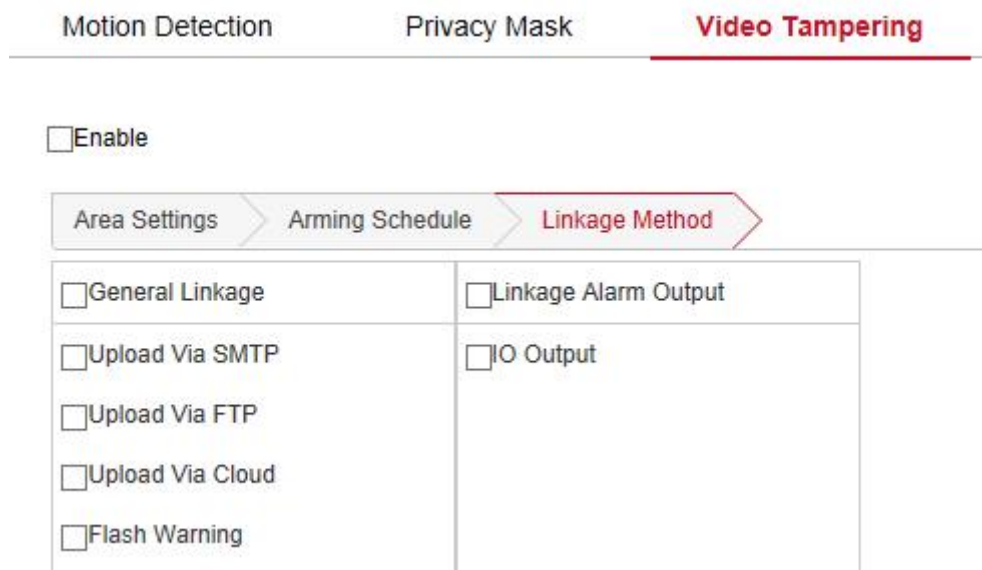 Motion Detection Privacy Mask Video Tampering
Enable
Area Settings Arming Schedule Linkage Method
General Linkage Linkage Alarm Output
Upload Via SMTP IO Output
Upload Via FTP
Upload Via Cloud
Flash Warning